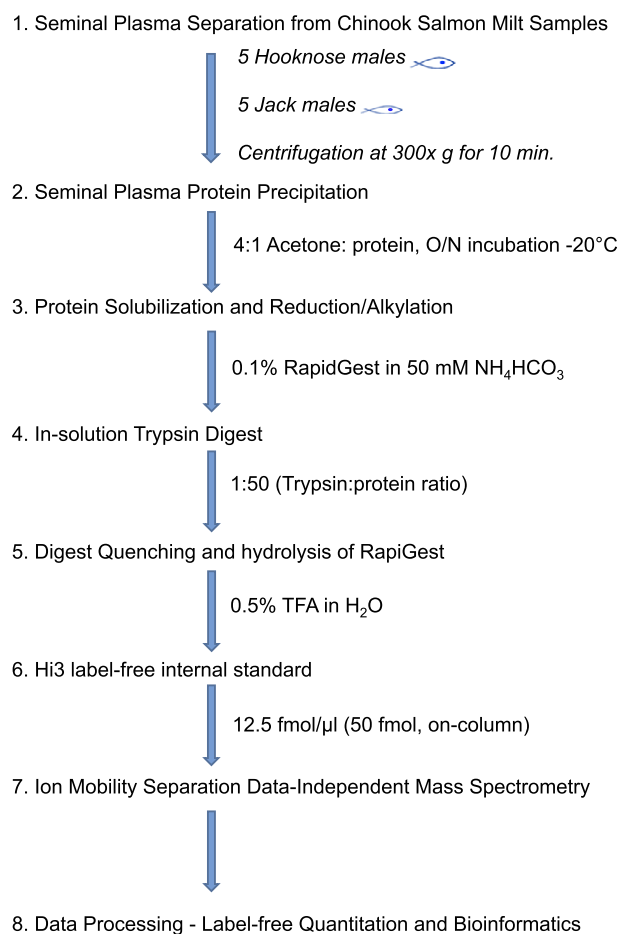 1. Seminal Plasma Separation from Chinook Salmon Milt Samples
5 Hooknose males
5 Jack males
Centrifugation at 300x g for 10 min.
2. Seminal Plasma Protein Precipitation
4:1 Acetone: protein, O/N incubation -20°C
3. Protein Solubilization and Reduction/Alkylation
0.1% RapidGest in 50 mM NH₄HCO₃
4. In-solution Trypsin Digest
1:50 (Trypsin:protein ratio)
5. Digest Quenching and hydrolysis of RapiGest
0.5% TFA in H₂O
6. Hi3 label-free internal standard
12.5 fmol/µl (50 fmol, on-column)
7. Ion Mobility Separation Data-Independent Mass Spectrometry
8. Data Processing - Label-free Quantitation and Bioinformatics